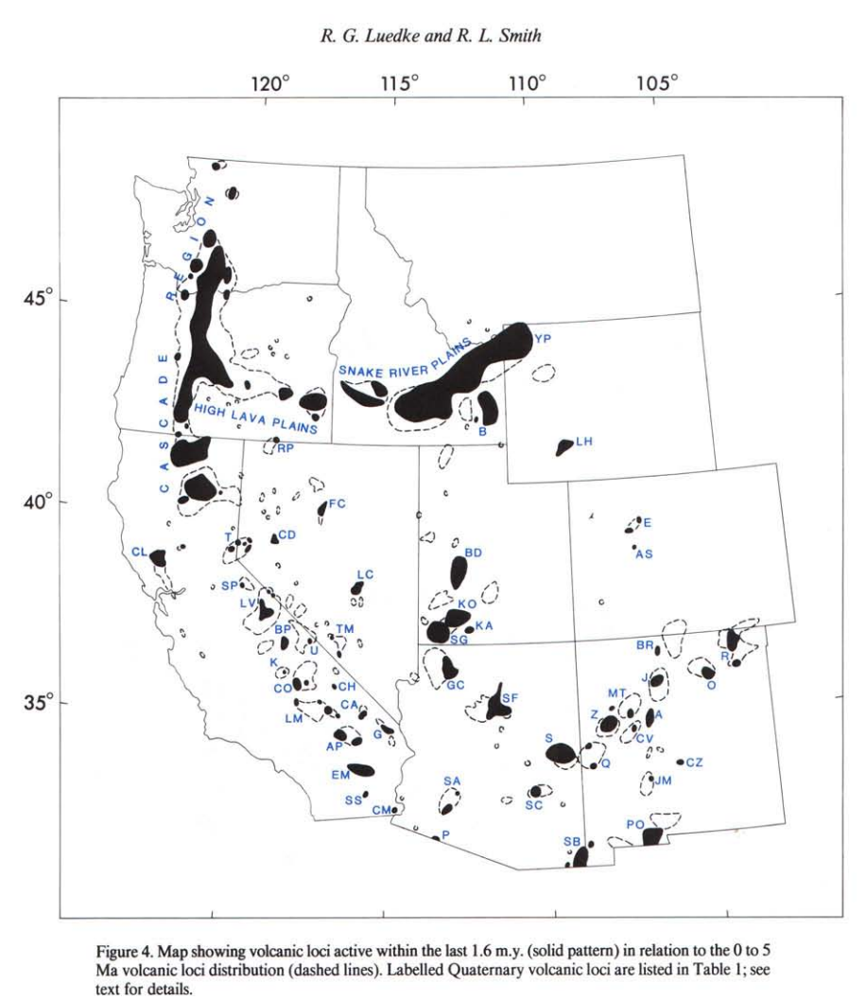 R. G. Luedke and R. L. Smith
120° 115° 110° 105°
45°
40°
35°
CASCADE REGION
HIGH LAVA PLAINS
SNAKE RIVER PLAINS
YP
B
LH
RP
FC
CD
T
CL
SP
LV
LC
BP
TM
U
K
CO
CH
LM
CA
AP
G
EM
SS
CM
BD
KO
KA
SG
GC
SF
S
SA
SC
P
SB
E
AS
BR
R
O
J
MT
Z
A
CV
Q
CZ
JM
PO
Figure 4. Map showing volcanic loci active within the last 1.6 m.y. (solid pattern) in relation to the 0 to 5
Ma volcanic loci distribution (dashed lines). Labelled Quaternary volcanic loci are listed in Table 1; see
text for details.